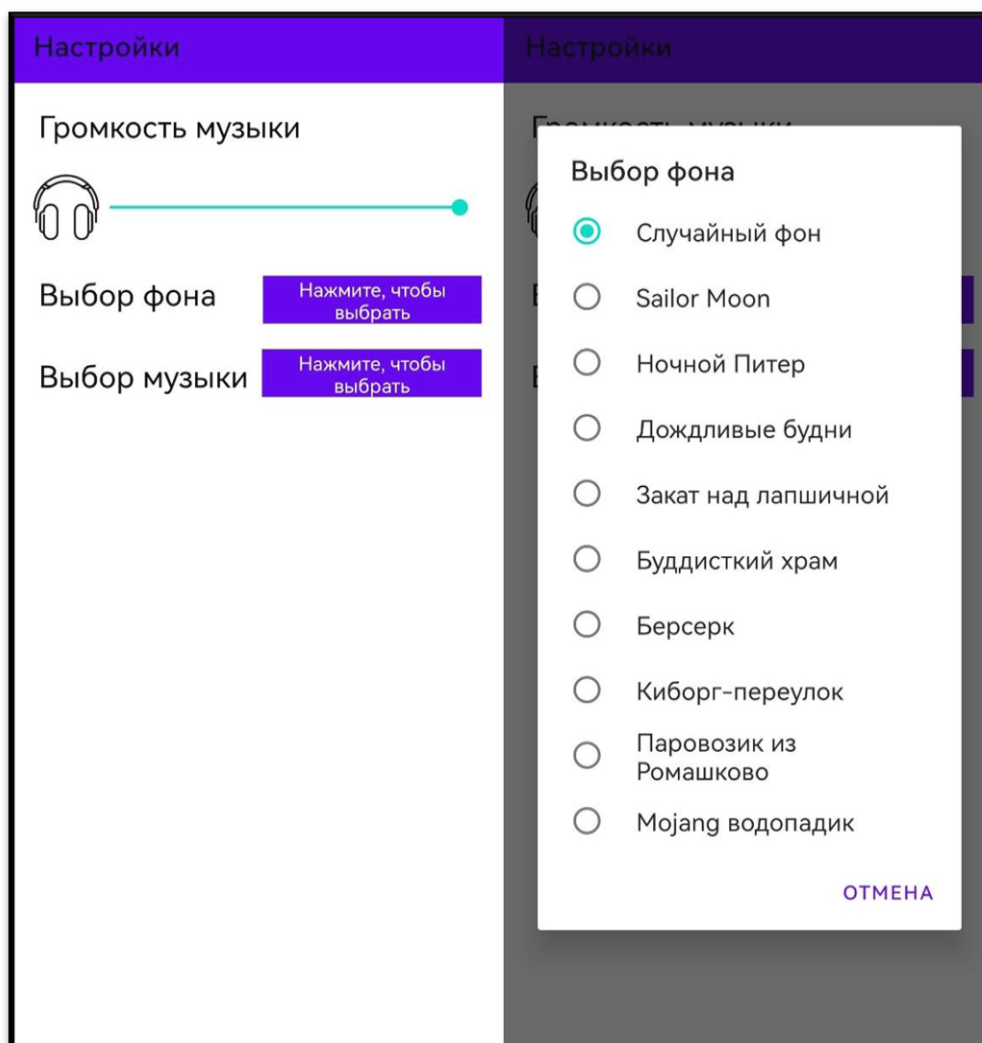 Настройки
Громкость музыки
Выбор фона
Нажмите, чтобы
выбрать
Выбор музыки
Нажмите, чтобы
выбрать
Настройки
Громкость музыки
Выбор фона
Случайный фон
Sailor Moon
Ночной Питер
Дождливые будни
Закат над лапшичной
Буддисткий храм
Берсерк
Киборг-переулок
Паровозик из
Ромашково
Mojang водопадик
ОТМЕНА